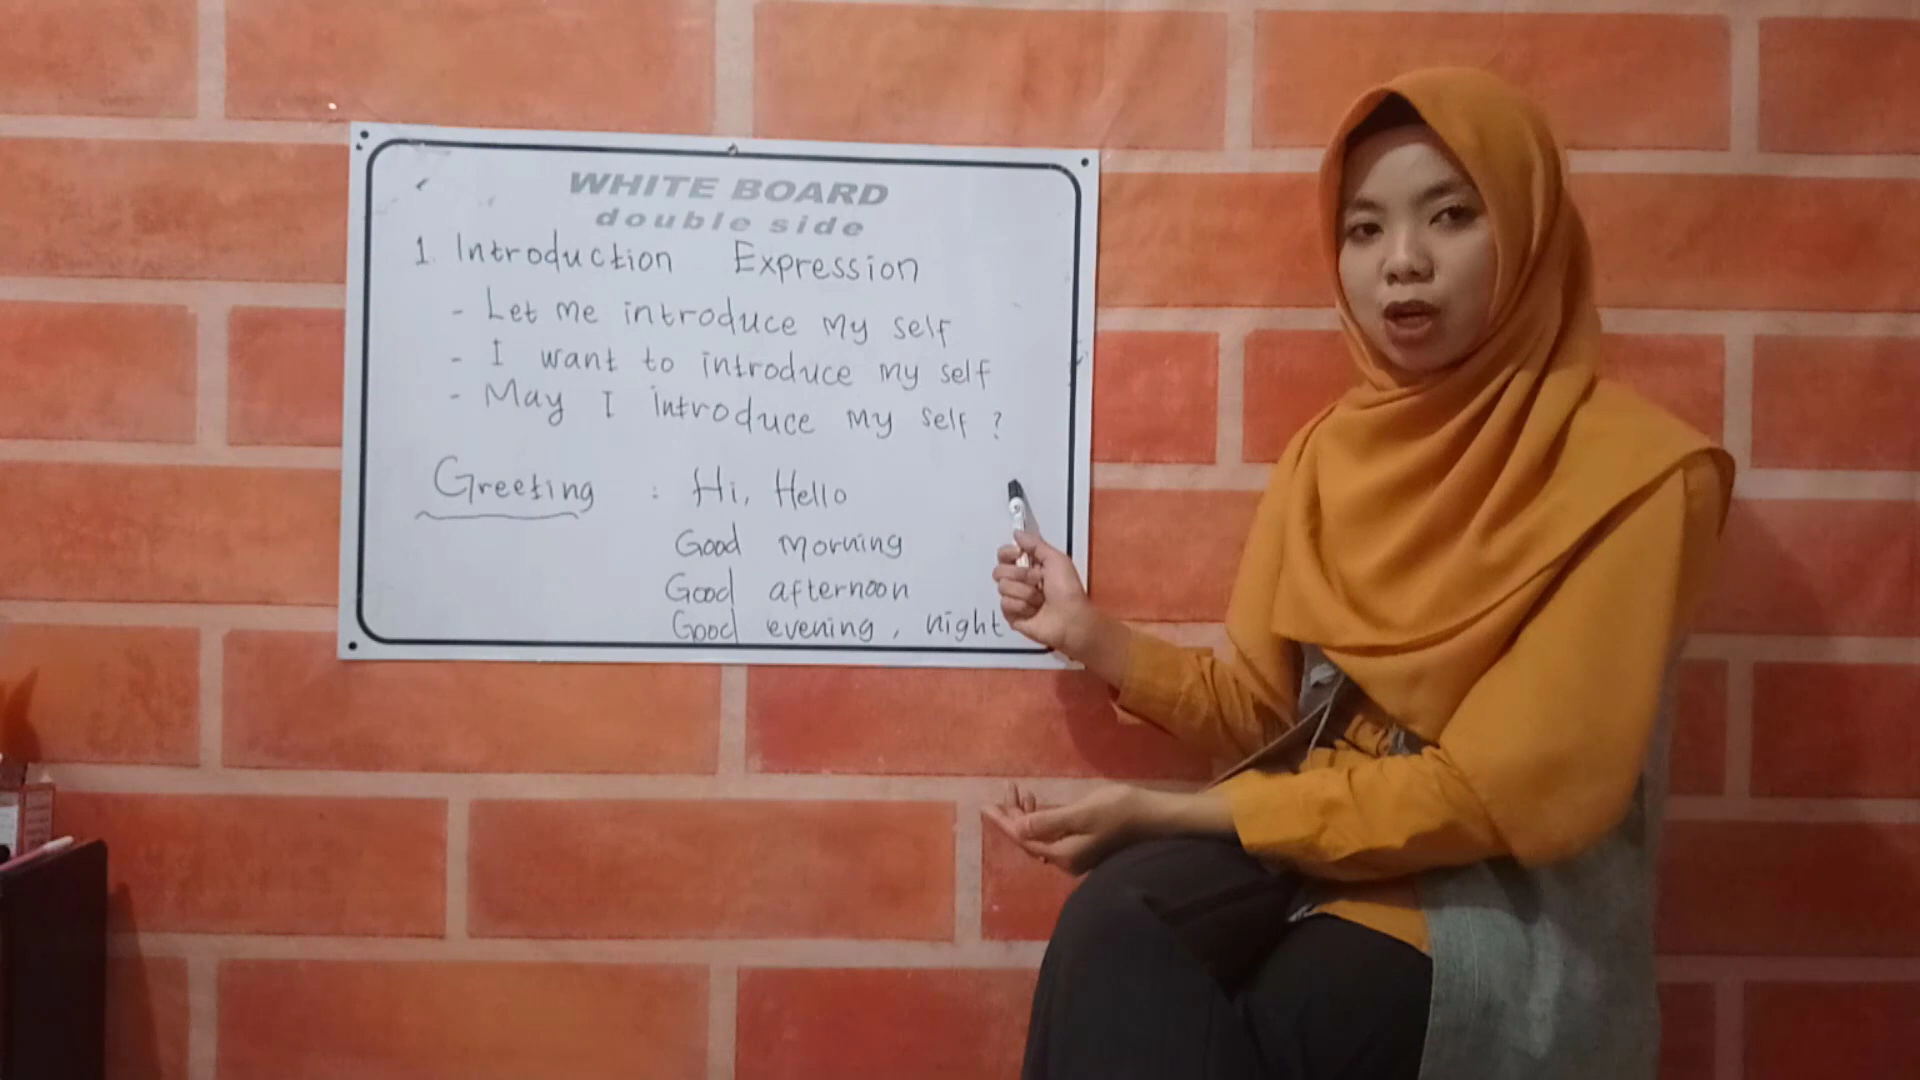 WHITE BOARD
double side
1. Introduction Expression
- Let me introduce my self
- I want to introduce my self
- May I introduce my self ?
Greeting : Hi, Hello
Good morning
Good afternoon
Good evening, night